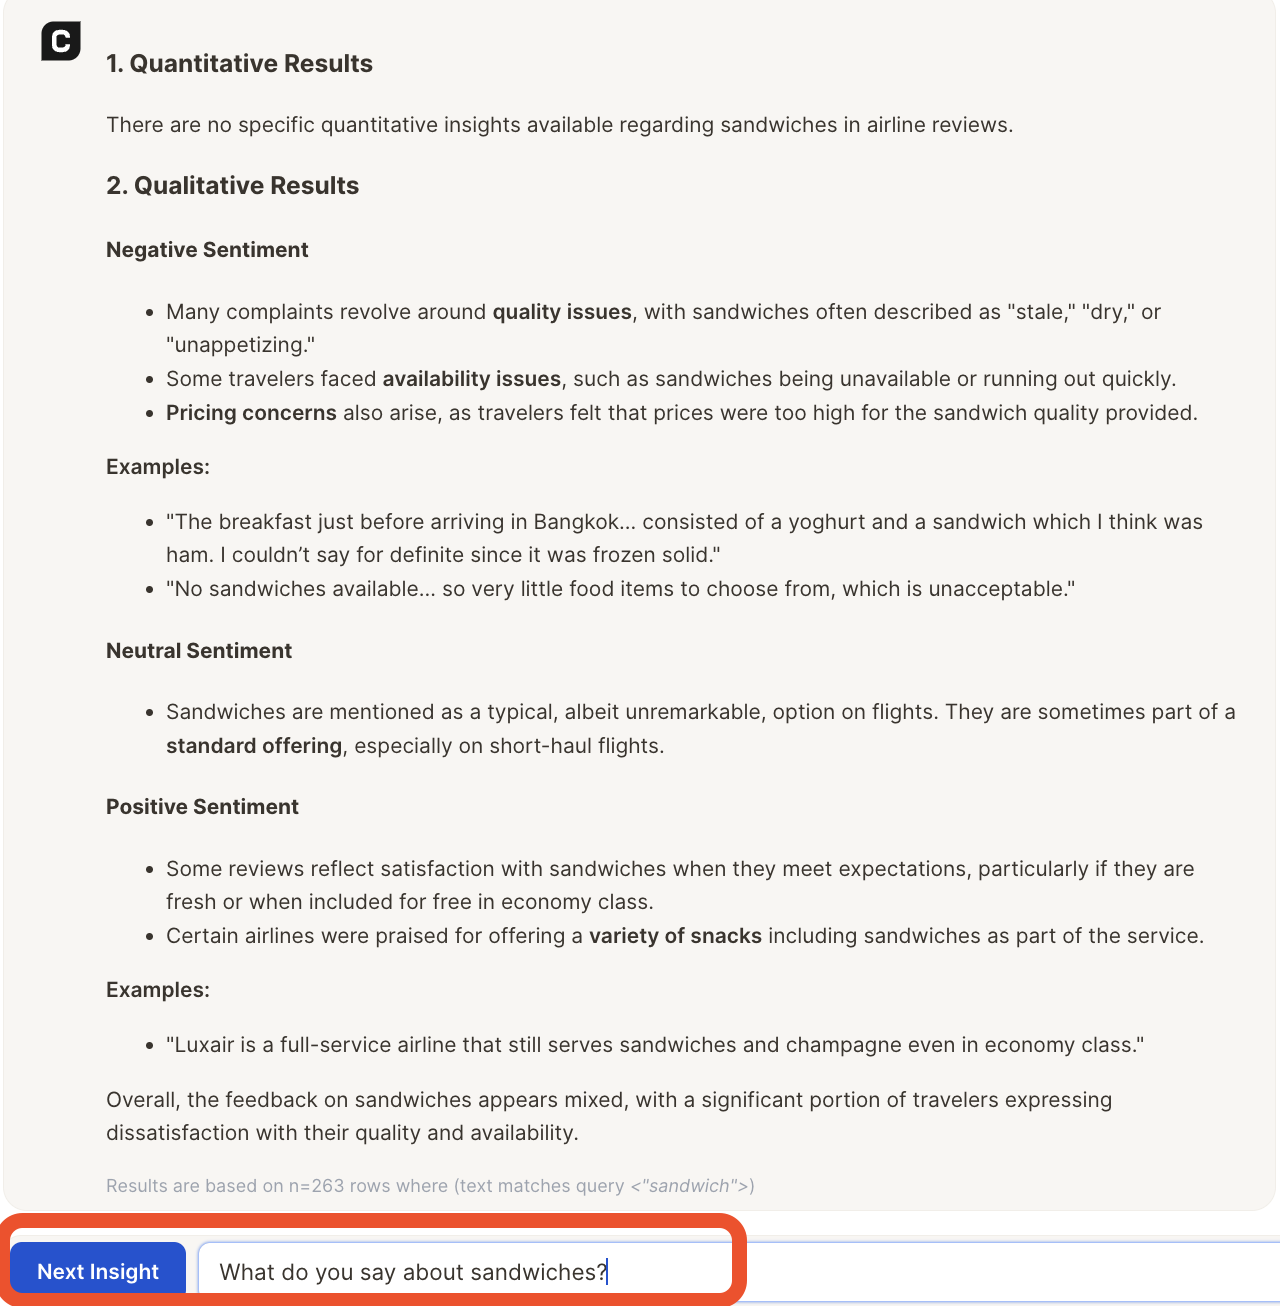 C
1. Quantitative Results
There are no specific quantitative insights available regarding sandwiches in airline reviews.
2. Qualitative Results
Negative Sentiment
• Many complaints revolve around quality issues, with sandwiches often described as "stale," "dry," or
"unappetizing."
• Some travelers faced availability issues, such as sandwiches being unavailable or running out quickly.
• Pricing concerns also arise, as travelers felt that prices were too high for the sandwich quality provided.
Examples:
• "The breakfast just before arriving in Bangkok... consisted of a yoghurt and a sandwich which I think was
ham. I couldn’t say for definite since it was frozen solid."
• "No sandwiches available... so very little food items to choose from, which is unacceptable."
Neutral Sentiment
• Sandwiches are mentioned as a typical, albeit unremarkable, option on flights. They are sometimes part of a
standard offering, especially on short-haul flights.
Positive Sentiment
• Some reviews reflect satisfaction with sandwiches when they meet expectations, particularly if they are
fresh or when included for free in economy class.
• Certain airlines were praised for offering a variety of snacks including sandwiches as part of the service.
Examples:
• "Luxair is a full-service airline that still serves sandwiches and champagne even in economy class."
Overall, the feedback on sandwiches appears mixed, with a significant portion of travelers expressing
dissatisfaction with their quality and availability.
Results are based on n=263 rows where (text matches query <"sandwich">)
Next Insight
What do you say about sandwiches?